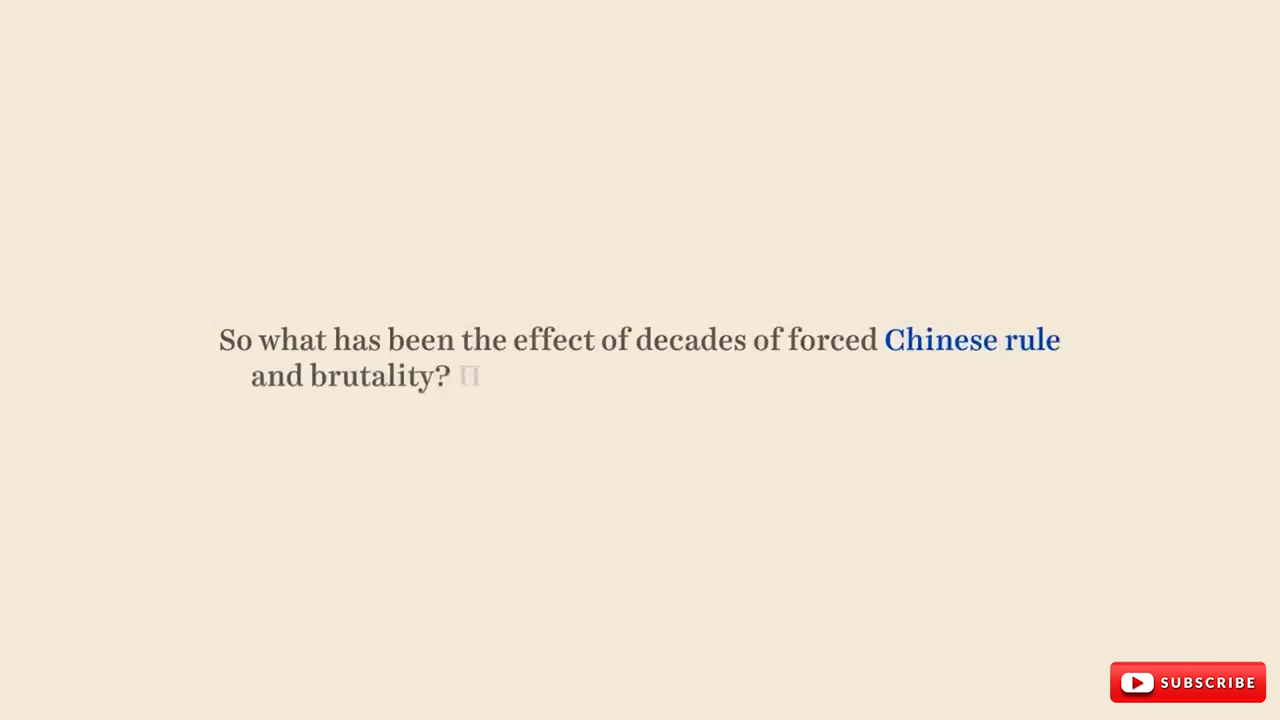 So what has been the effect of decades of forced Chinese rule
and brutality?
SUBSCRIBE